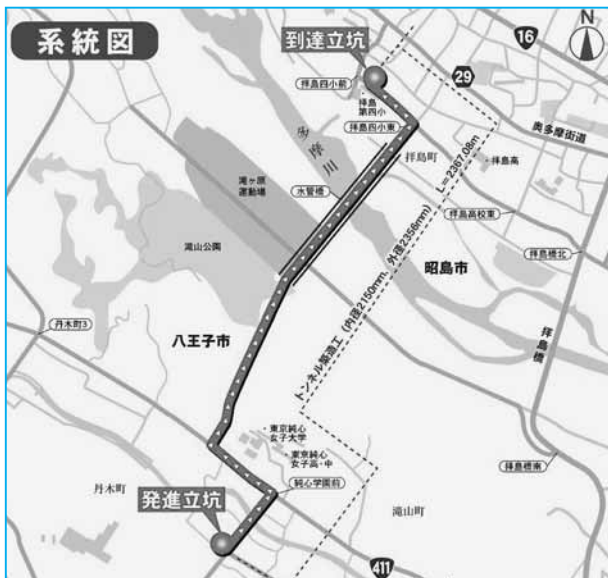 系統図
到達立坑
N
16
29
拝島四小前
拝島第四小
拝島四小東
奥多摩街道
多摩川
拝島町
拝島高
L=2367.08m
滝ヶ原運動場
水管橋
拝島高校東
滝山公園
拝島橋北
昭島市
丹木町3
八王子市
トンネル築造工(内径2150mm、外径2356mm)
拝島橋
東京純心女子大学
東京純心女子高・中
拝島橋南
純心学園前
丹木町
発進立坑
滝山町
411